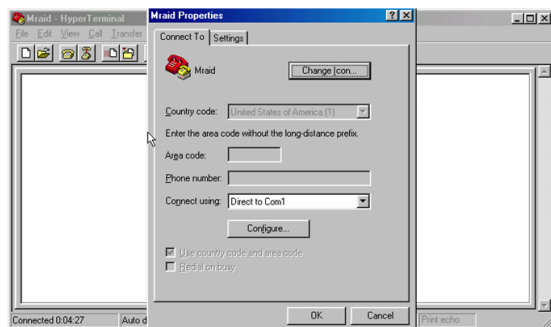 Mraid - HyperTerminal
File Edit View Call Transfer
Mraid Properties
Connect To
Settings
Mraid
Change Icon...
Country code:
United States of America (1)
Enter the area code without the long-distance prefix.
Area code:
Phone number:
Connect using:
Direct to Com1
Configure...
Use country code and area code
Redial on busy
OK
Cancel
Connected 0:04:27
Auto d
Print echo